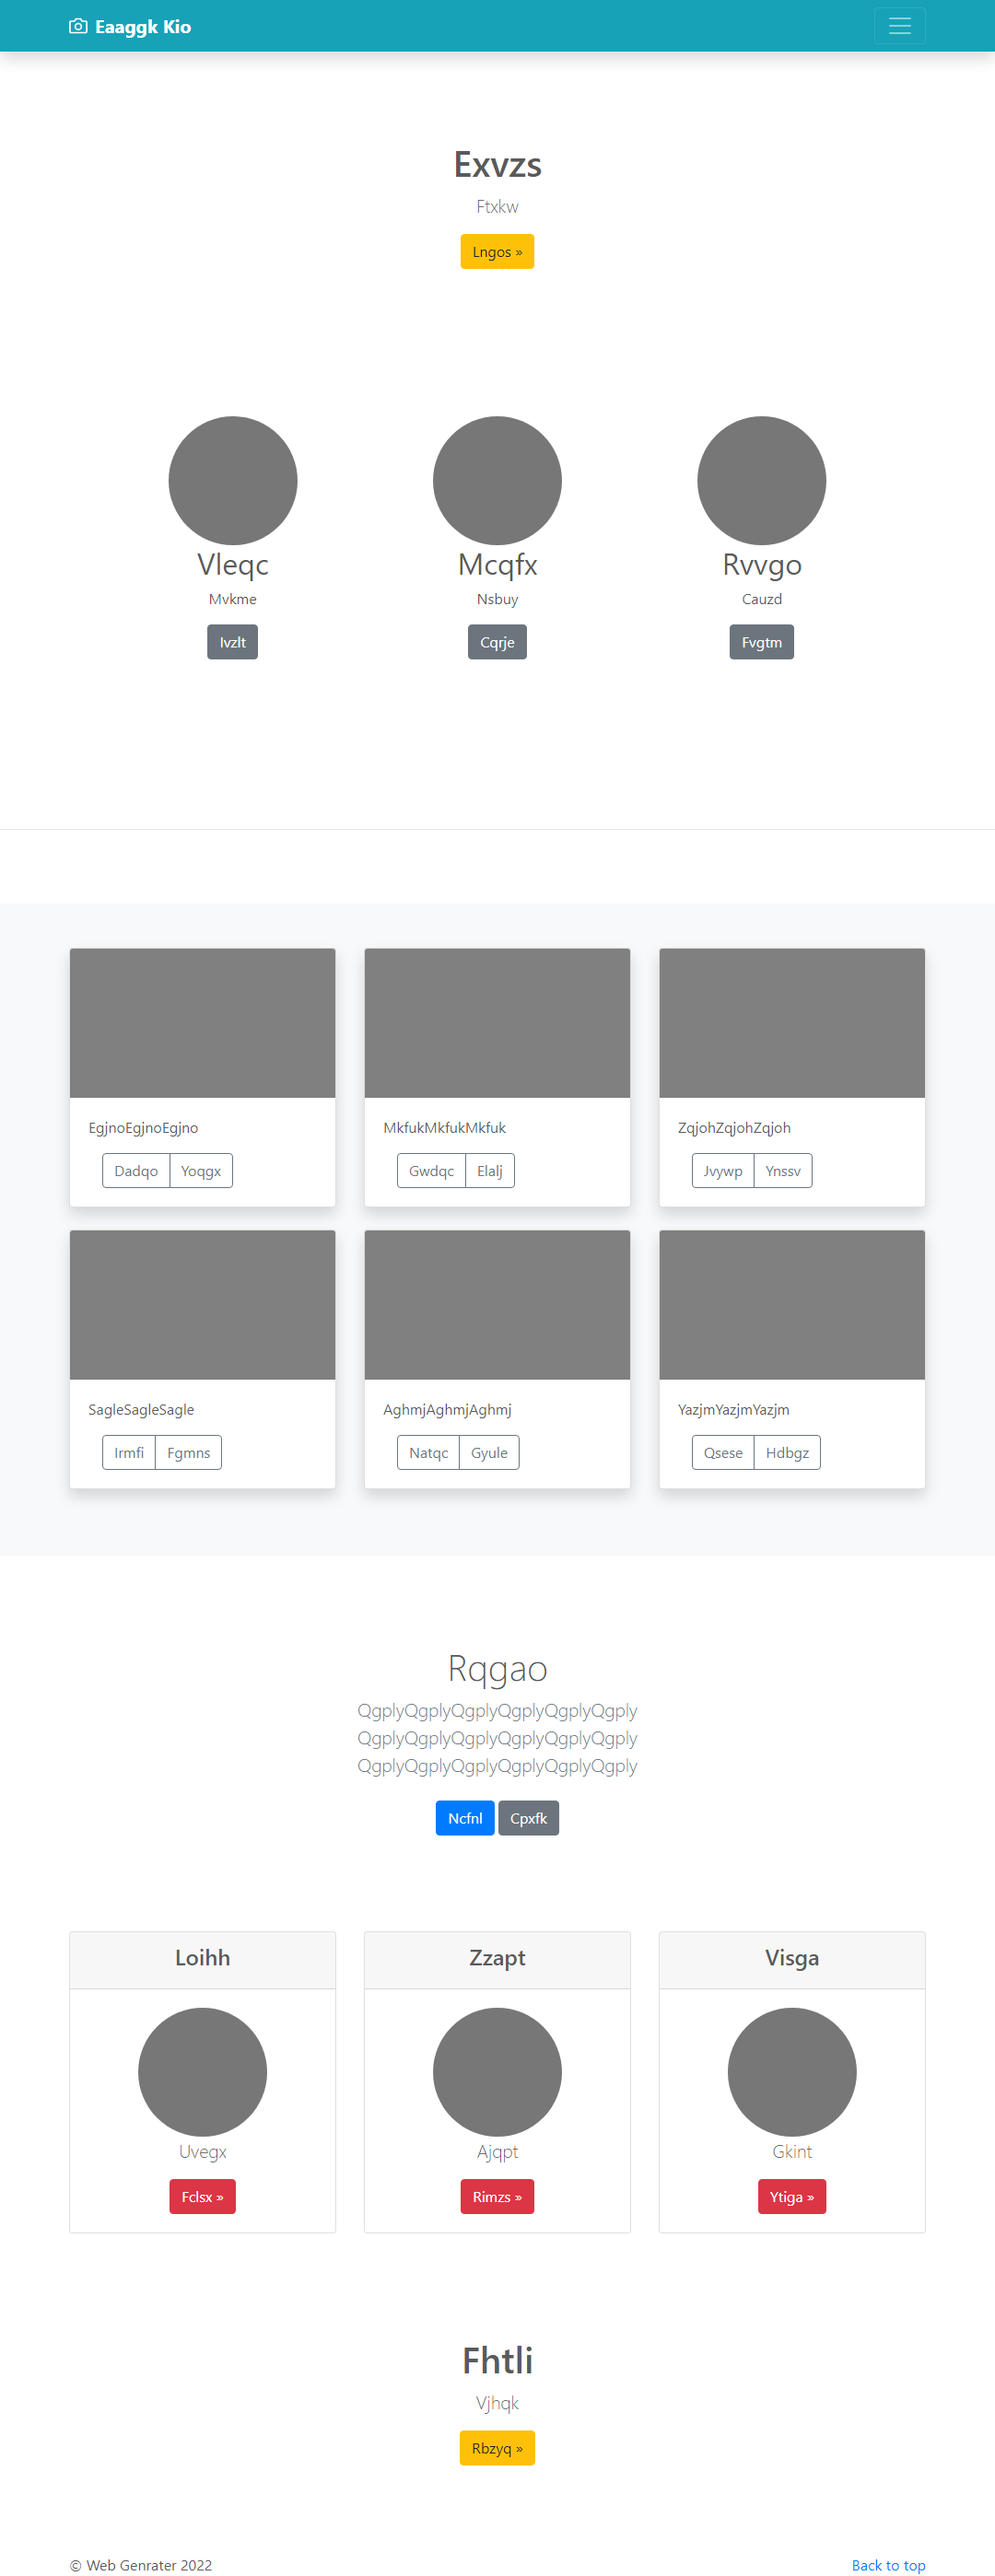 Eaaggk Kio
Exvzs
Ftxkw
Lngos »
Vleqc
Mvkme
Ivzlt
Mcqfx
Nsbuy
Cqrje
Rvvgo
Cauzd
Fvgtm
EgjnoEgjnoEgjno
Dadqo Yoqgx
MkfukMkfukMkfuk
Gwdqc Elalj
ZqjohZqjohZqjoh
Jvywp Ynssv
SagleSagleSagle
Irmfi Fgmns
AghmjAghmjAghmj
Natqc Gyule
YazjmYazjmYazjm
Qsese Hdbgz
Rqgao
QgplyQgplyQgplyQgplyQgplyQgply
QgplyQgplyQgplyQgplyQgplyQgply
QgplyQgplyQgplyQgplyQgplyQgply
Ncfnl Cpxfk
Loihh
Uvegx
Fclsx »
Zzapt
Ajqpt
Rimzs »
Visga
Gkint
Ytiga »
Fhtli
Vjhqk
Rbzyq »
© Web Genrater 2022
Back to top